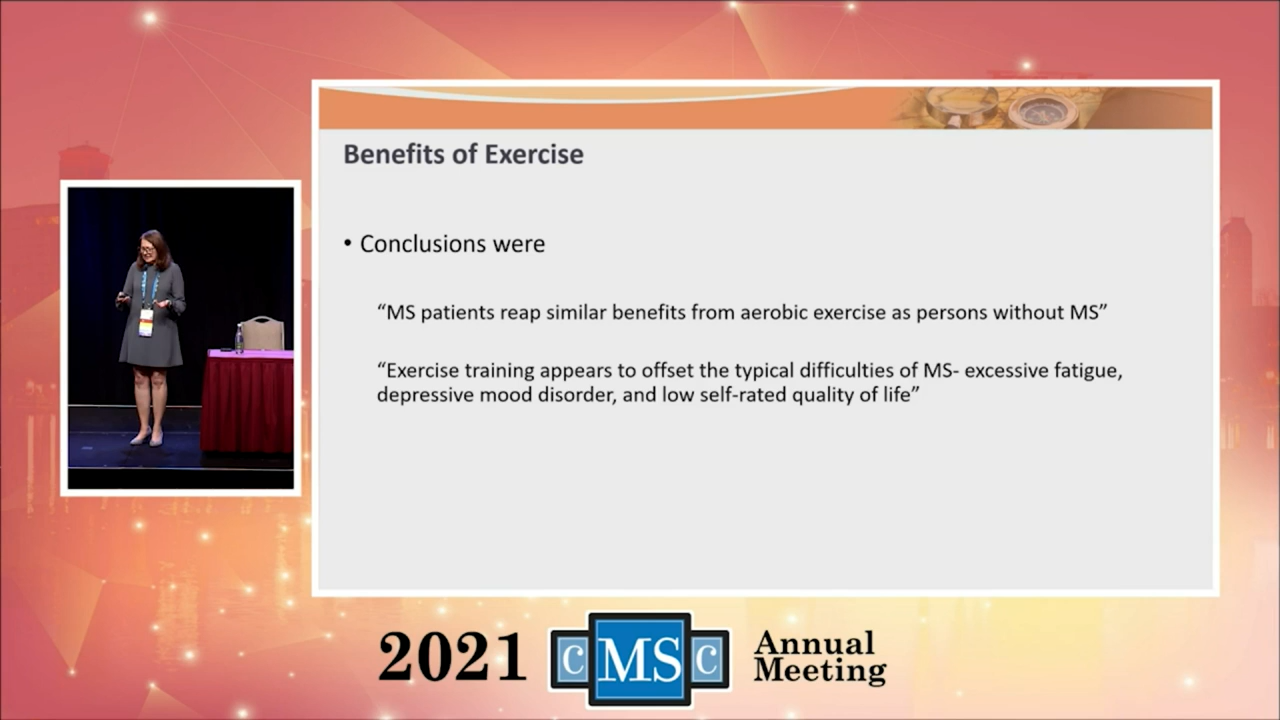 Benefits of Exercise
• Conclusions were
“MS patients reap similar benefits from aerobic exercise as persons without MS”
“Exercise training appears to offset the typical difficulties of MS- excessive fatigue,
depressive mood disorder, and low self-rated quality of life”
2021 CMSC Annual
Meeting